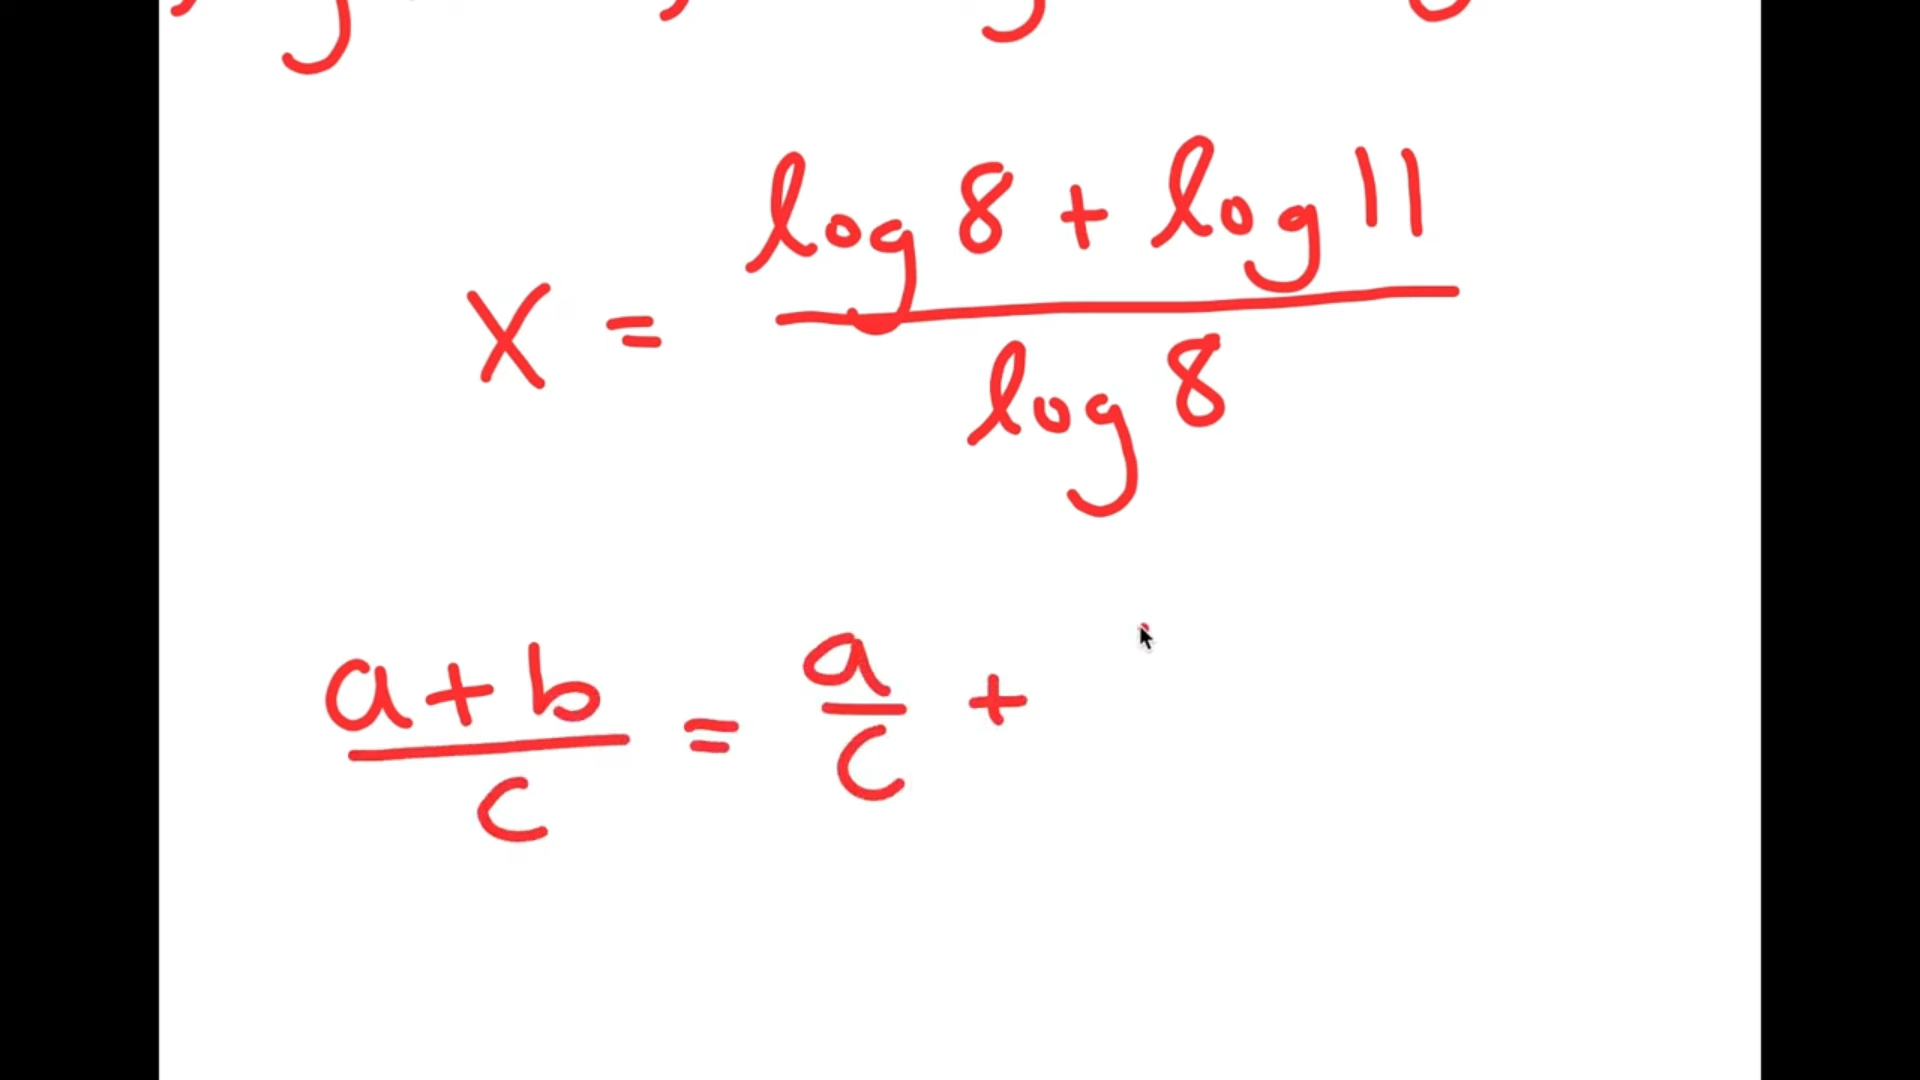 x = (log 8 + log 11) / log 8
(a + b) / c = a / c +